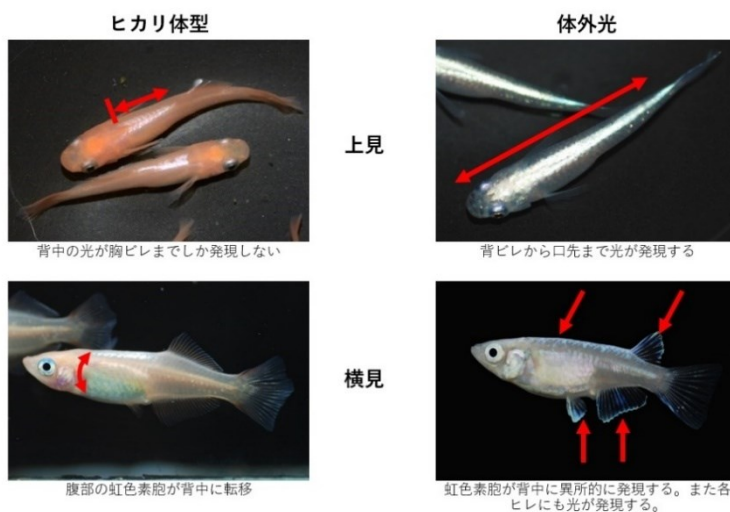 ヒカリ体型
体外光
上見
背中の光が胸ビレまでしか発現しない
背ビレから口先まで光が発現する
横見
腹部の虹色素胞が背中に転移
虹色素胞が背中に異所的に発現する。また各
ヒレにも光が発現する。